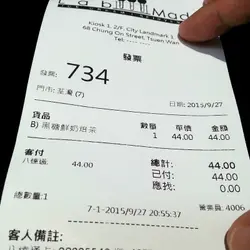 Kiosk 1, 2/F, City Landmark 1,
68 Chung On Street, Tsuen Wan
Tel: ---- ----
發票
發票: 734
門市: 荃灣 (7) 日期: 2015/9/27
貨品 數量 單價 金額
B) 黑糖鮮奶焙茶 1 44.00 44.00
客付 總計: 44.00
八達通 44.00 已付: 44.00
應找: 0.00
總數量:1
7-1-2015/9/27 20:55:37 營業員: 4006
客人備註: